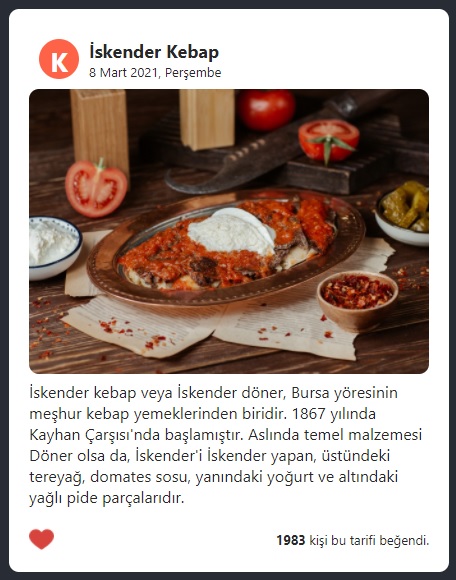 K
İskender Kebap
8 Mart 2021, Perşembe
İskender kebap veya İskender döner, Bursa yöresinin
meşhur kebap yemeklerinden biridir. 1867 yılında
Kayhan Çarşısı'nda başlamıştır. Aslında temel malzemesi
Döner olsa da, İskender'i İskender yapan, üstündeki
tereyağ, domates sosu, yanındaki yoğurt ve altındaki
yağlı pide parçalarıdır.
1983 kişi bu tarifi beğendi.